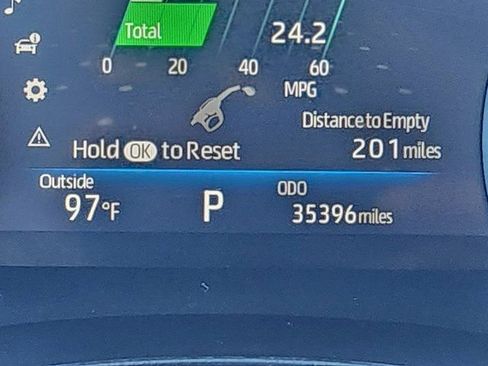 Total
24.2
0 20 40 60
MPG
Distance to Empty
Hold OK to Reset
201 miles
Outside
ODO
97°F
P
35396 miles